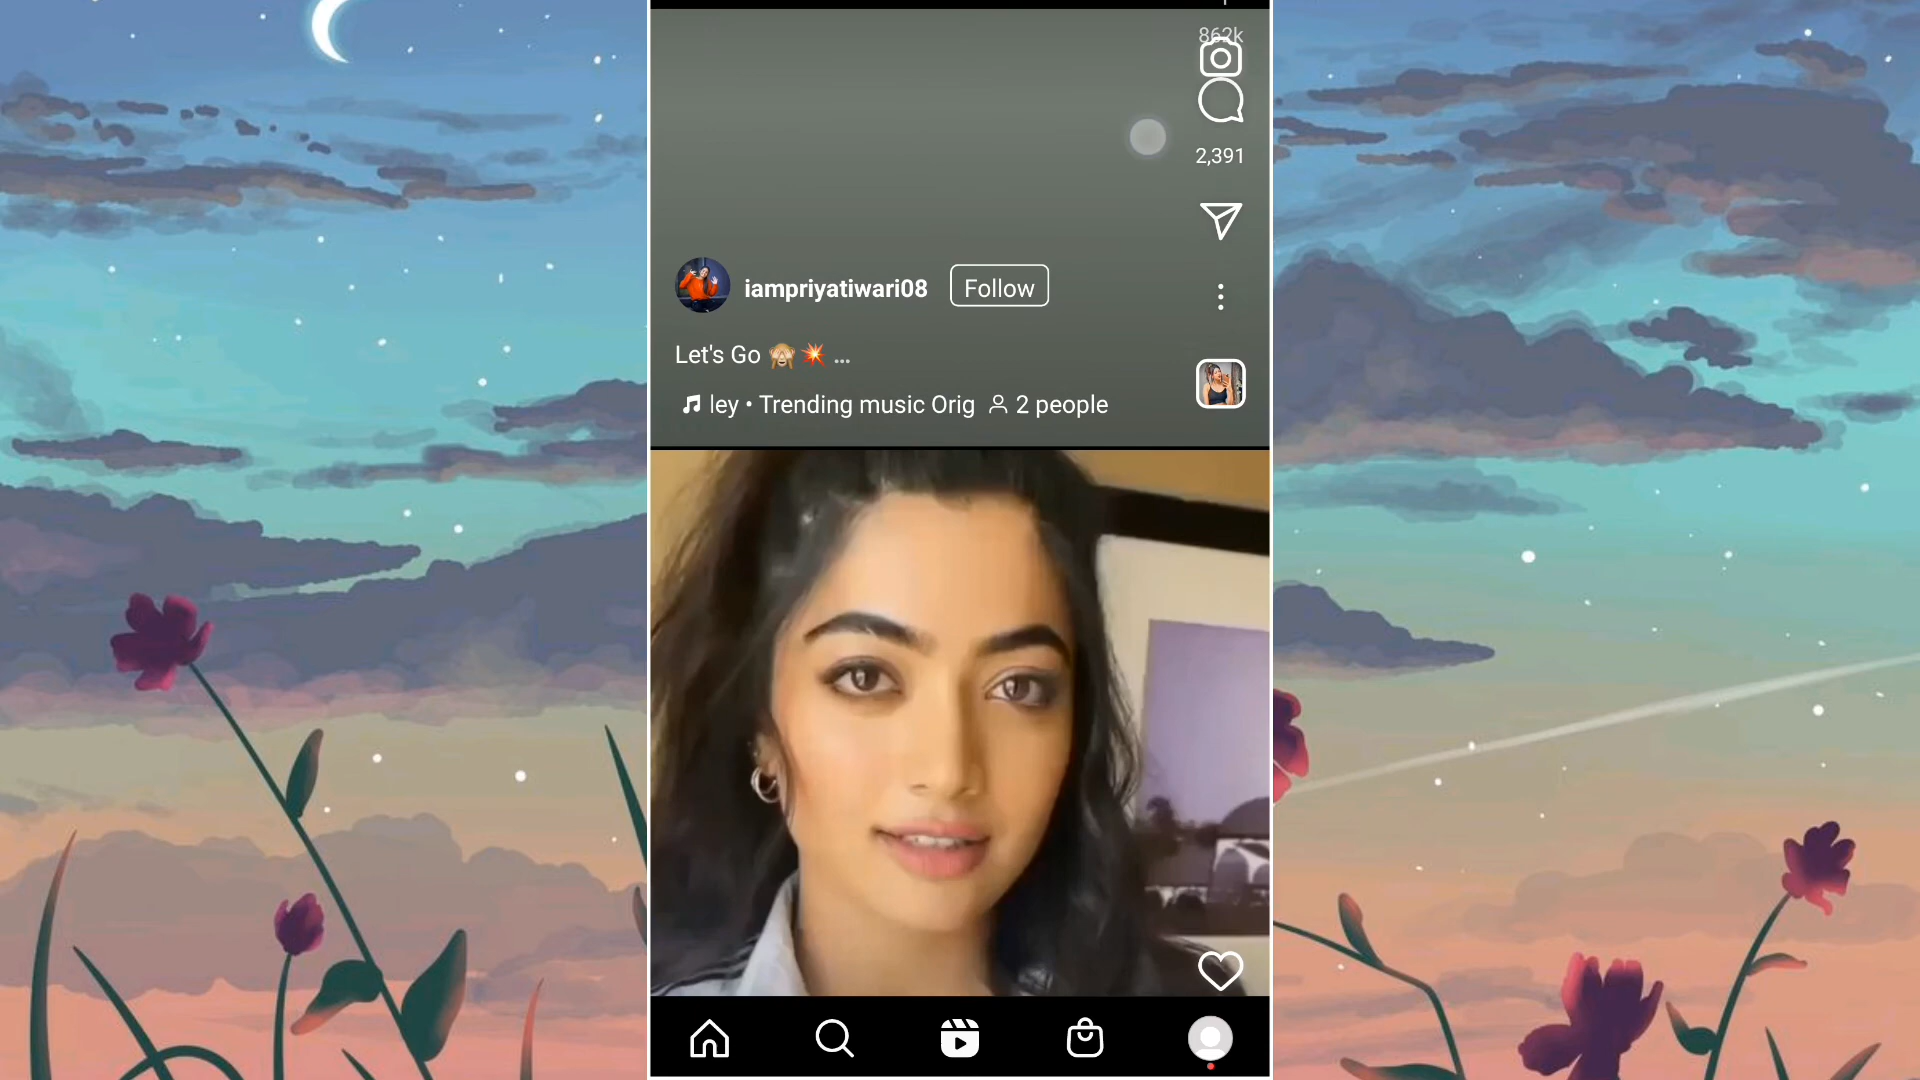 862k
2,391
iampriyatiwari08 Follow
Let's Go 🙈 💥 ...
ley • Trending music Orig 2 people